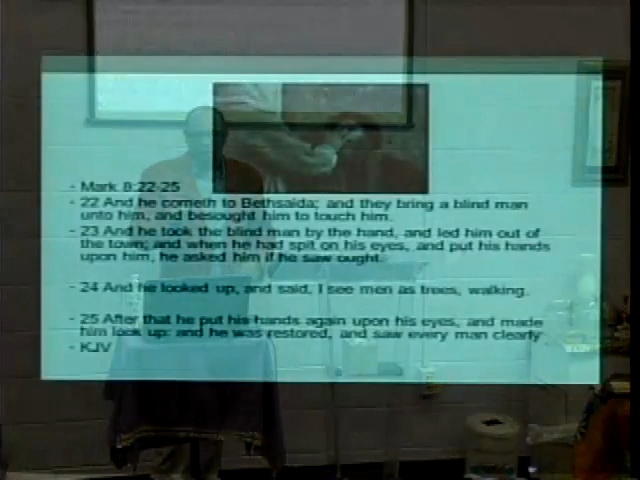 - Mark 8:22-25
- 22 And he cometh to Bethsaida; and they bring a blind man
unto him, and besought him to touch him.
- 23 And he took the blind man by the hand, and led him out of
the town; and when he had spit on his eyes, and put his hands
upon him, he asked him if he saw ought.
- 24 And he looked up, and said, I see men as trees, walking.
- 25 After that he put his hands again upon his eyes, and made
him look up: and he was restored, and saw every man clearly
- KJV